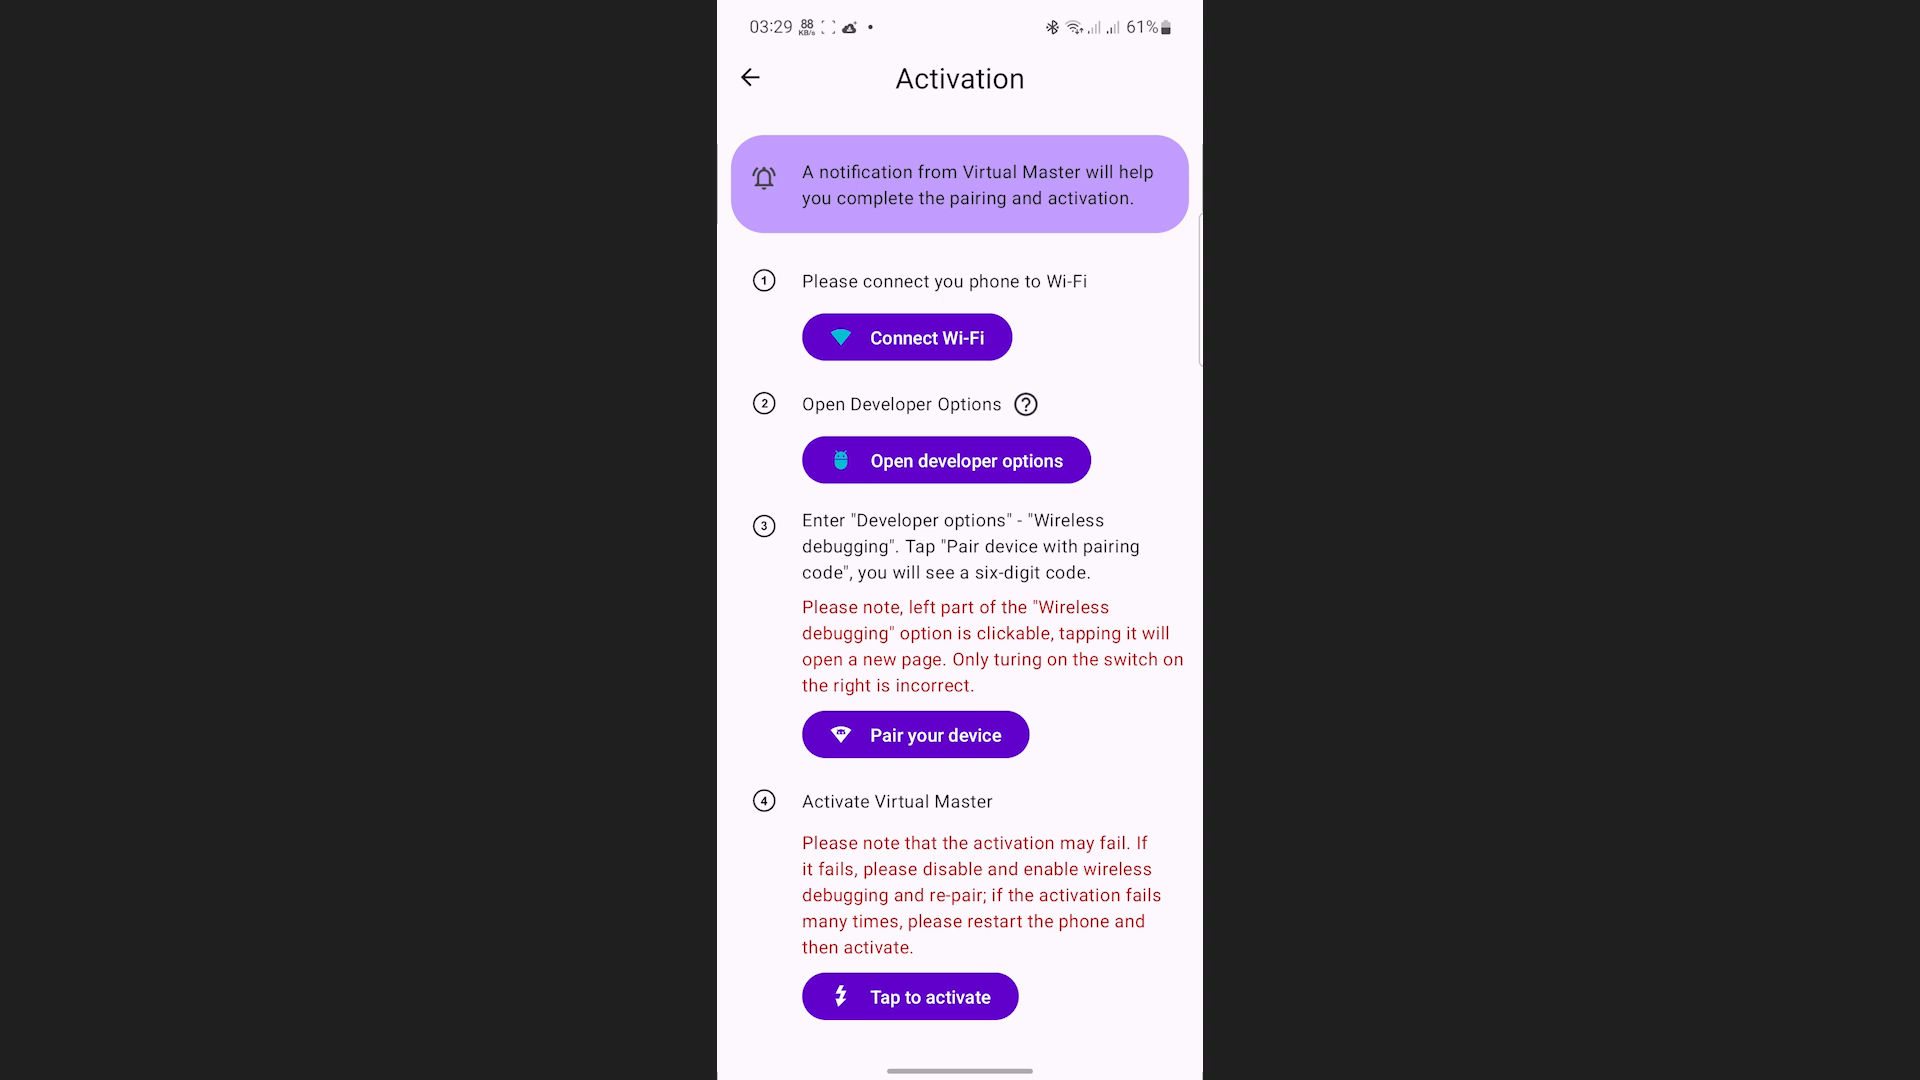 03:29 88 KB/s 61%
Activation
A notification from Virtual Master will help
you complete the pairing and activation.
1 Please connect you phone to Wi-Fi
Connect Wi-Fi
2 Open Developer Options ?
Open developer options
3 Enter "Developer options" - "Wireless
debugging". Tap "Pair device with pairing
code", you will see a six-digit code.
Please note, left part of the "Wireless
debugging" option is clickable, tapping it will
open a new page. Only turing on the switch on
the right is incorrect.
Pair your device
4 Activate Virtual Master
Please note that the activation may fail. If
it fails, please disable and enable wireless
debugging and re-pair; if the activation fails
many times, please restart the phone and
then activate.
Tap to activate